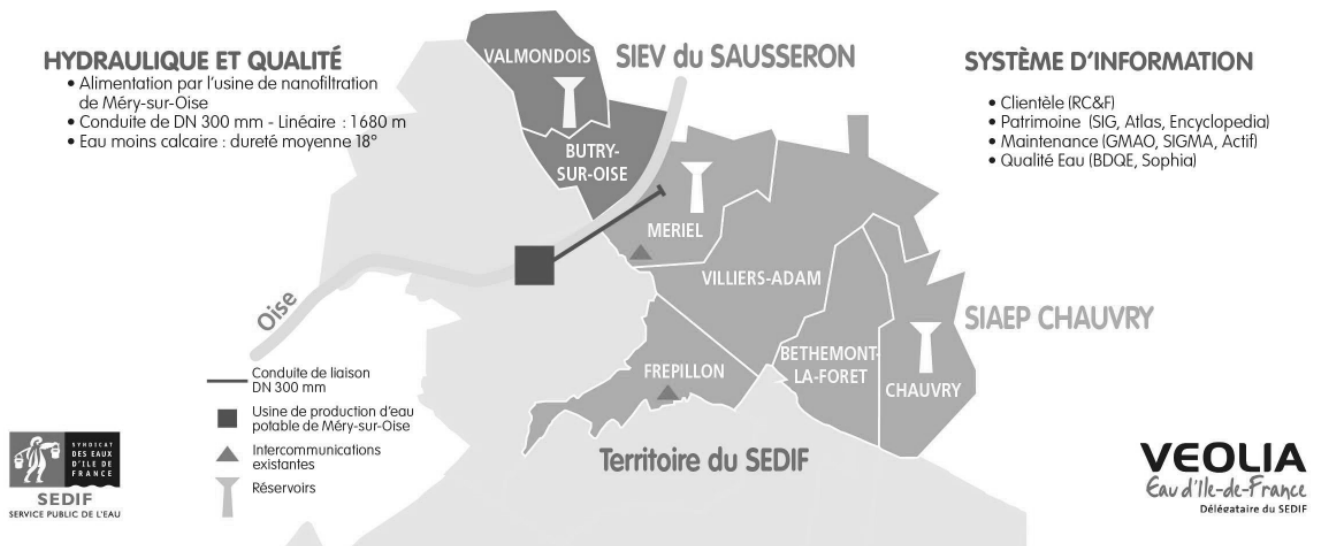 HYDRAULIQUE ET QUALITÉ
• Alimentation par l'usine de nanofiltration
de Méry-sur-Oise
• Conduite de DN 300 mm - Linéaire : 1680 m
• Eau moins calcaire : dureté moyenne 18°
VALMONDOIS
SIEV du SAUSSERON
SYSTÈME D'INFORMATION
• Clientèle (RC&F)
• Patrimoine (SIG, Atlas, Encyclopedia)
• Maintenance (GMAO, SIGMA, Actif)
• Qualité Eau (BDQE, Sophia)
BUTRY-
SUR-OISE
MERIEL
VILLIERS-ADAM
Oise
SIAEP CHAUVRY
BETHEMONT-
LA-FORET
FREPILLON
CHAUVRY
Conduite de liaison
DN 300 mm
Usine de production d'eau
potable de Méry-sur-Oise
Intercommunications
existantes
Réservoirs
Territoire du SEDIF
SYNDICAT
DES EAUX
D'ILE DE
FRANCE
SEDIF
SERVICE PUBLIC DE L'EAU
VEOLIA
Eau d'Ile-de-France
Délégataire du SEDIF